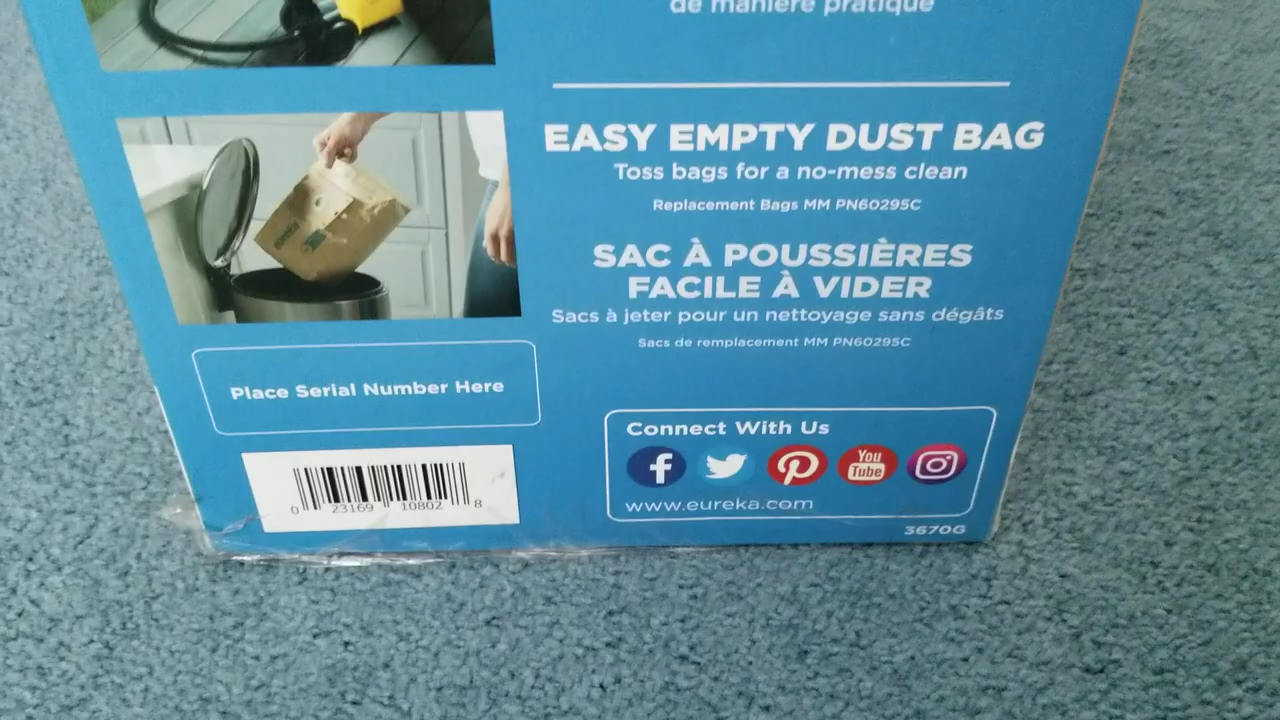 de manière pratique
EASY EMPTY DUST BAG
Toss bags for a no-mess clean
Replacement Bags MM PN60295C
SAC À POUSSIÈRES
FACILE À VIDER
Sacs à jeter pour un nettoyage sans dégâts
Sacs de remplacement MM PN60295C
Place Serial Number Here
0 23169 10802 8
Connect With Us
You
Tube
www.eureka.com
3670G